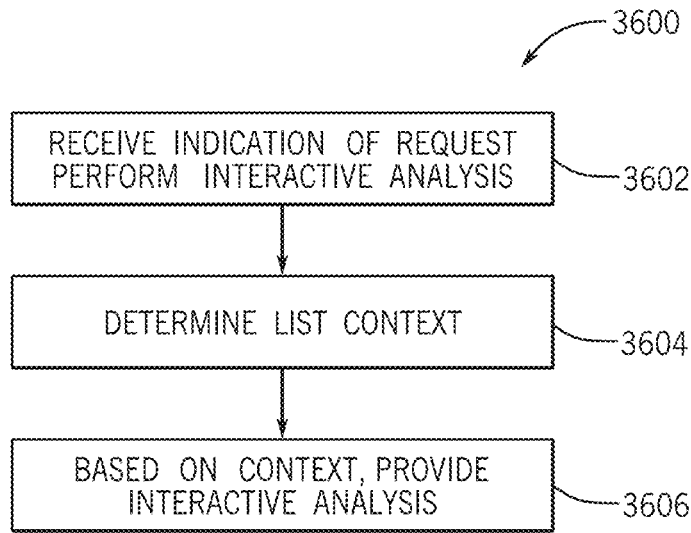 3600
RECEIVE INDICATION OF REQUEST
PERFORM INTERACTIVE ANALYSIS
3602
DETERMINE LIST CONTEXT
3604
BASED ON CONTEXT, PROVIDE
INTERACTIVE ANALYSIS
3606